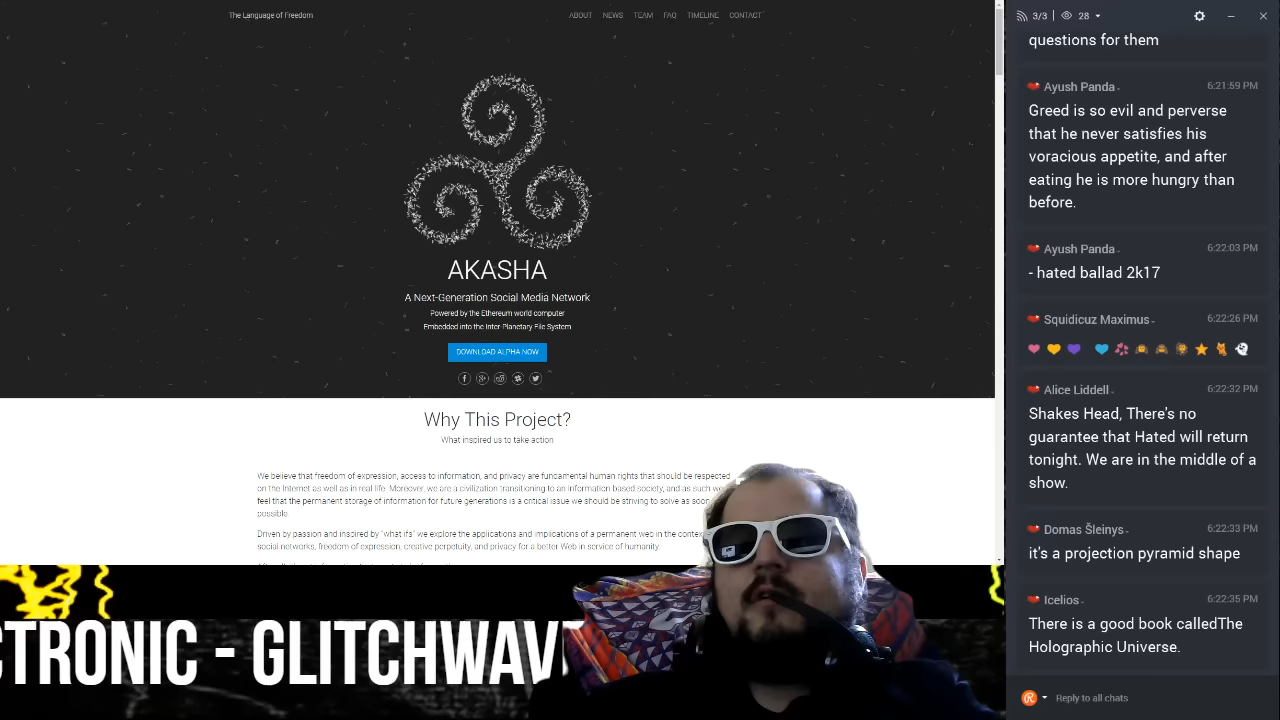 The Language of Freedom
ABOUT NEWS TEAM FAQ TIMELINE CONTACT
AKASHA
A Next-Generation Social Media Network
Powered by the Ethereum world computer
Embedded into the Inter Planetary File System
DOWNLOAD ALPHA NOW
Why This Project?
What inspired us to take action
We believe that freedom of expression, access to information, and privacy are fundamental human rights that should be respected
on the Internet as well as in real life. Moreover, we are a civilization transitioning to an information based society, and as such we
feel that the permanent storage of information for future generations is a critical issue we should be striving to solve as soon
possible.
Driven by passion and inspired by "what ifs" we explore the applications and implications of a permanent web in the
social networks, freedom of expression, creative perpetuity, and privacy for a better Web in service of humanity.
CTRONIC - GLITCHWAVE
3/3 28
questions for them
Ayush Panda - 6:21:59 PM
Greed is so evil and perverse
that he never satisfies his
voracious appetite, and after
eating he is more hungry than
before.
Ayush Panda - 6:22:03 PM
- hated ballad 2k17
Squidicuz Maximus - 6:22:26 PM
Alice Liddell - 6:22:32 PM
Shakes Head, There's no
guarantee that Hated will return
tonight. We are in the middle of a
show.
Domas Šleinys - 6:22:33 PM
it's a projection pyramid shape
Icelios - 6:22:35 PM
There is a good book calledThe
Holographic Universe.
Reply to all chats